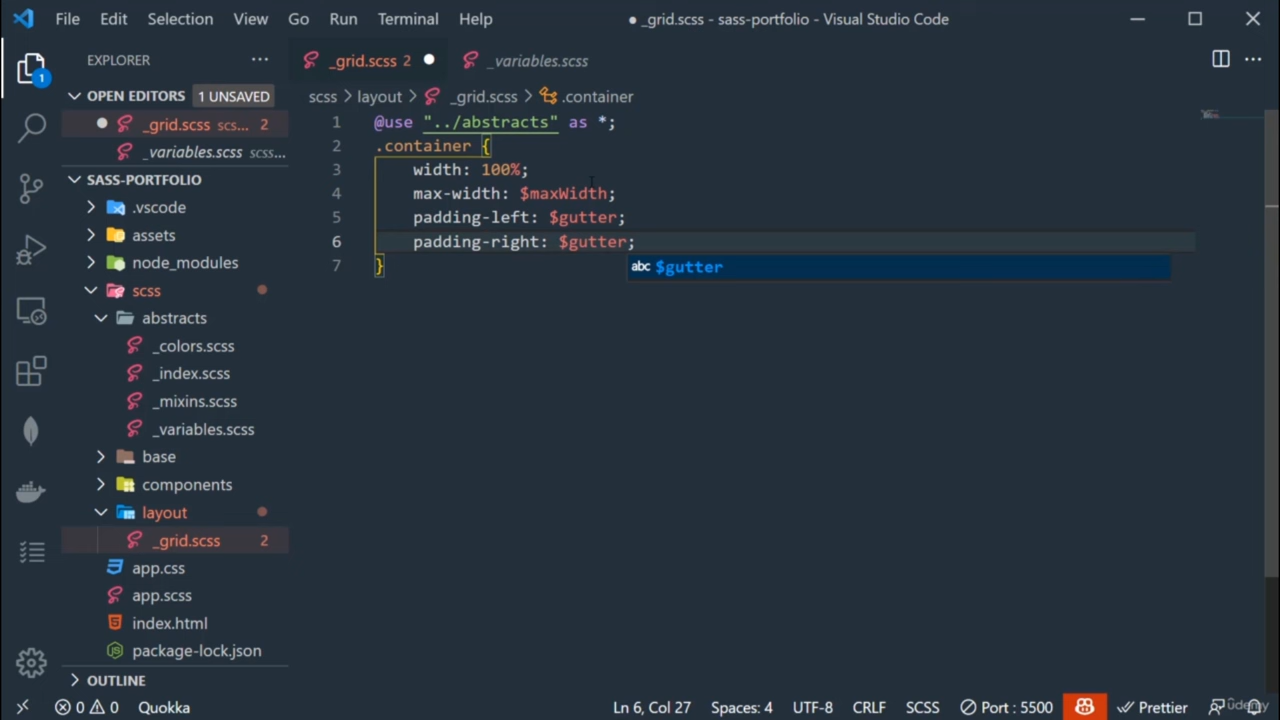 File Edit Selection View Go Run Terminal Help
● _grid.scss - sass-portfolio - Visual Studio Code
EXPLORER ···
_grid.scss 2 ●
_variables.scss
OPEN EDITORS 1 UNSAVED
scss > layout > _grid.scss > .container
● _grid.scss scs... 2
_variables.scss scss...
SASS-PORTFOLIO
.vscode
assets
node_modules
scss
abstracts
_colors.scss
_index.scss
_mixins.scss
_variables.scss
base
components
layout
_grid.scss 2
app.css
app.scss
index.html
package-lock.json
OUTLINE
1 @use "../abstracts" as *;
2 .container {
3 width: 100%;
4 max-width: $maxWidth;
5 padding-left: $gutter;
6 padding-right: $gutter;
abc $gutter
7 }
1
0 0 Quokka
Ln 6, Col 27 Spaces: 4 UTF-8 CRLF SCSS Port : 5500 Prettier
ûdemy